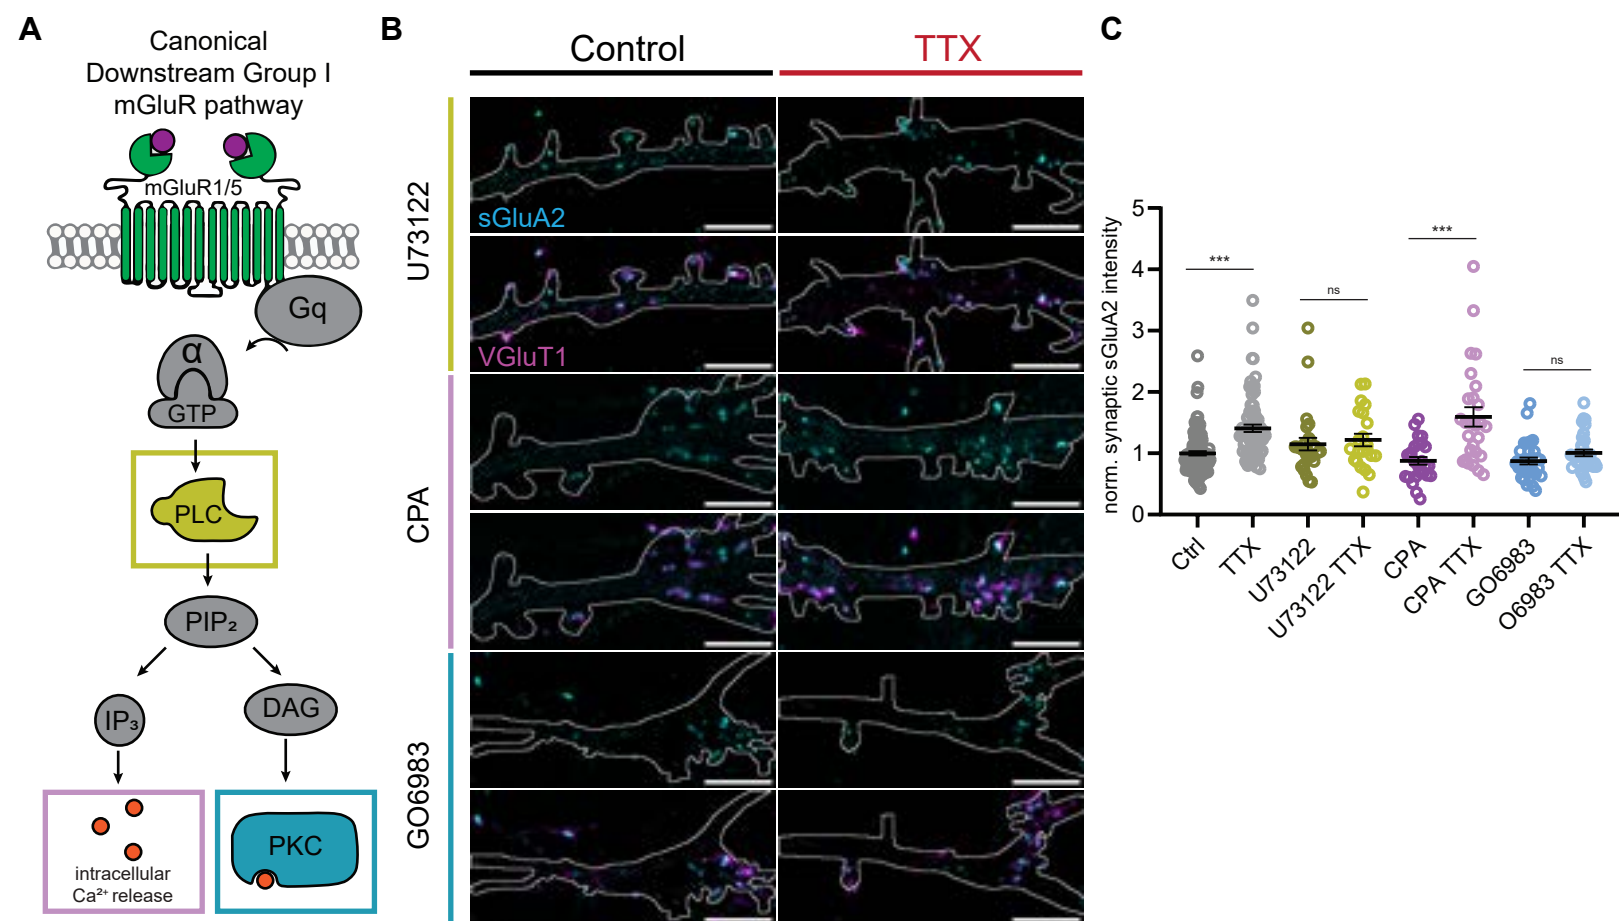 A
Canonical
Downstream Group I
mGluR pathway
mGluR1/5
Gq
α
GTP
PLC
PIP₂
IP₃
DAG
intracellular
Ca²⁺ release
PKC
B
Control
TTX
U73122
sGluA2
VGluT1
CPA
GO6983
C
norm. synaptic sGluA2 intensity
5
4
3
2
1
0
***
ns
***
ns
Ctrl
TTX
U73122
U73122 TTX
CPA
CPA TTX
GO6983
O6983 TTX